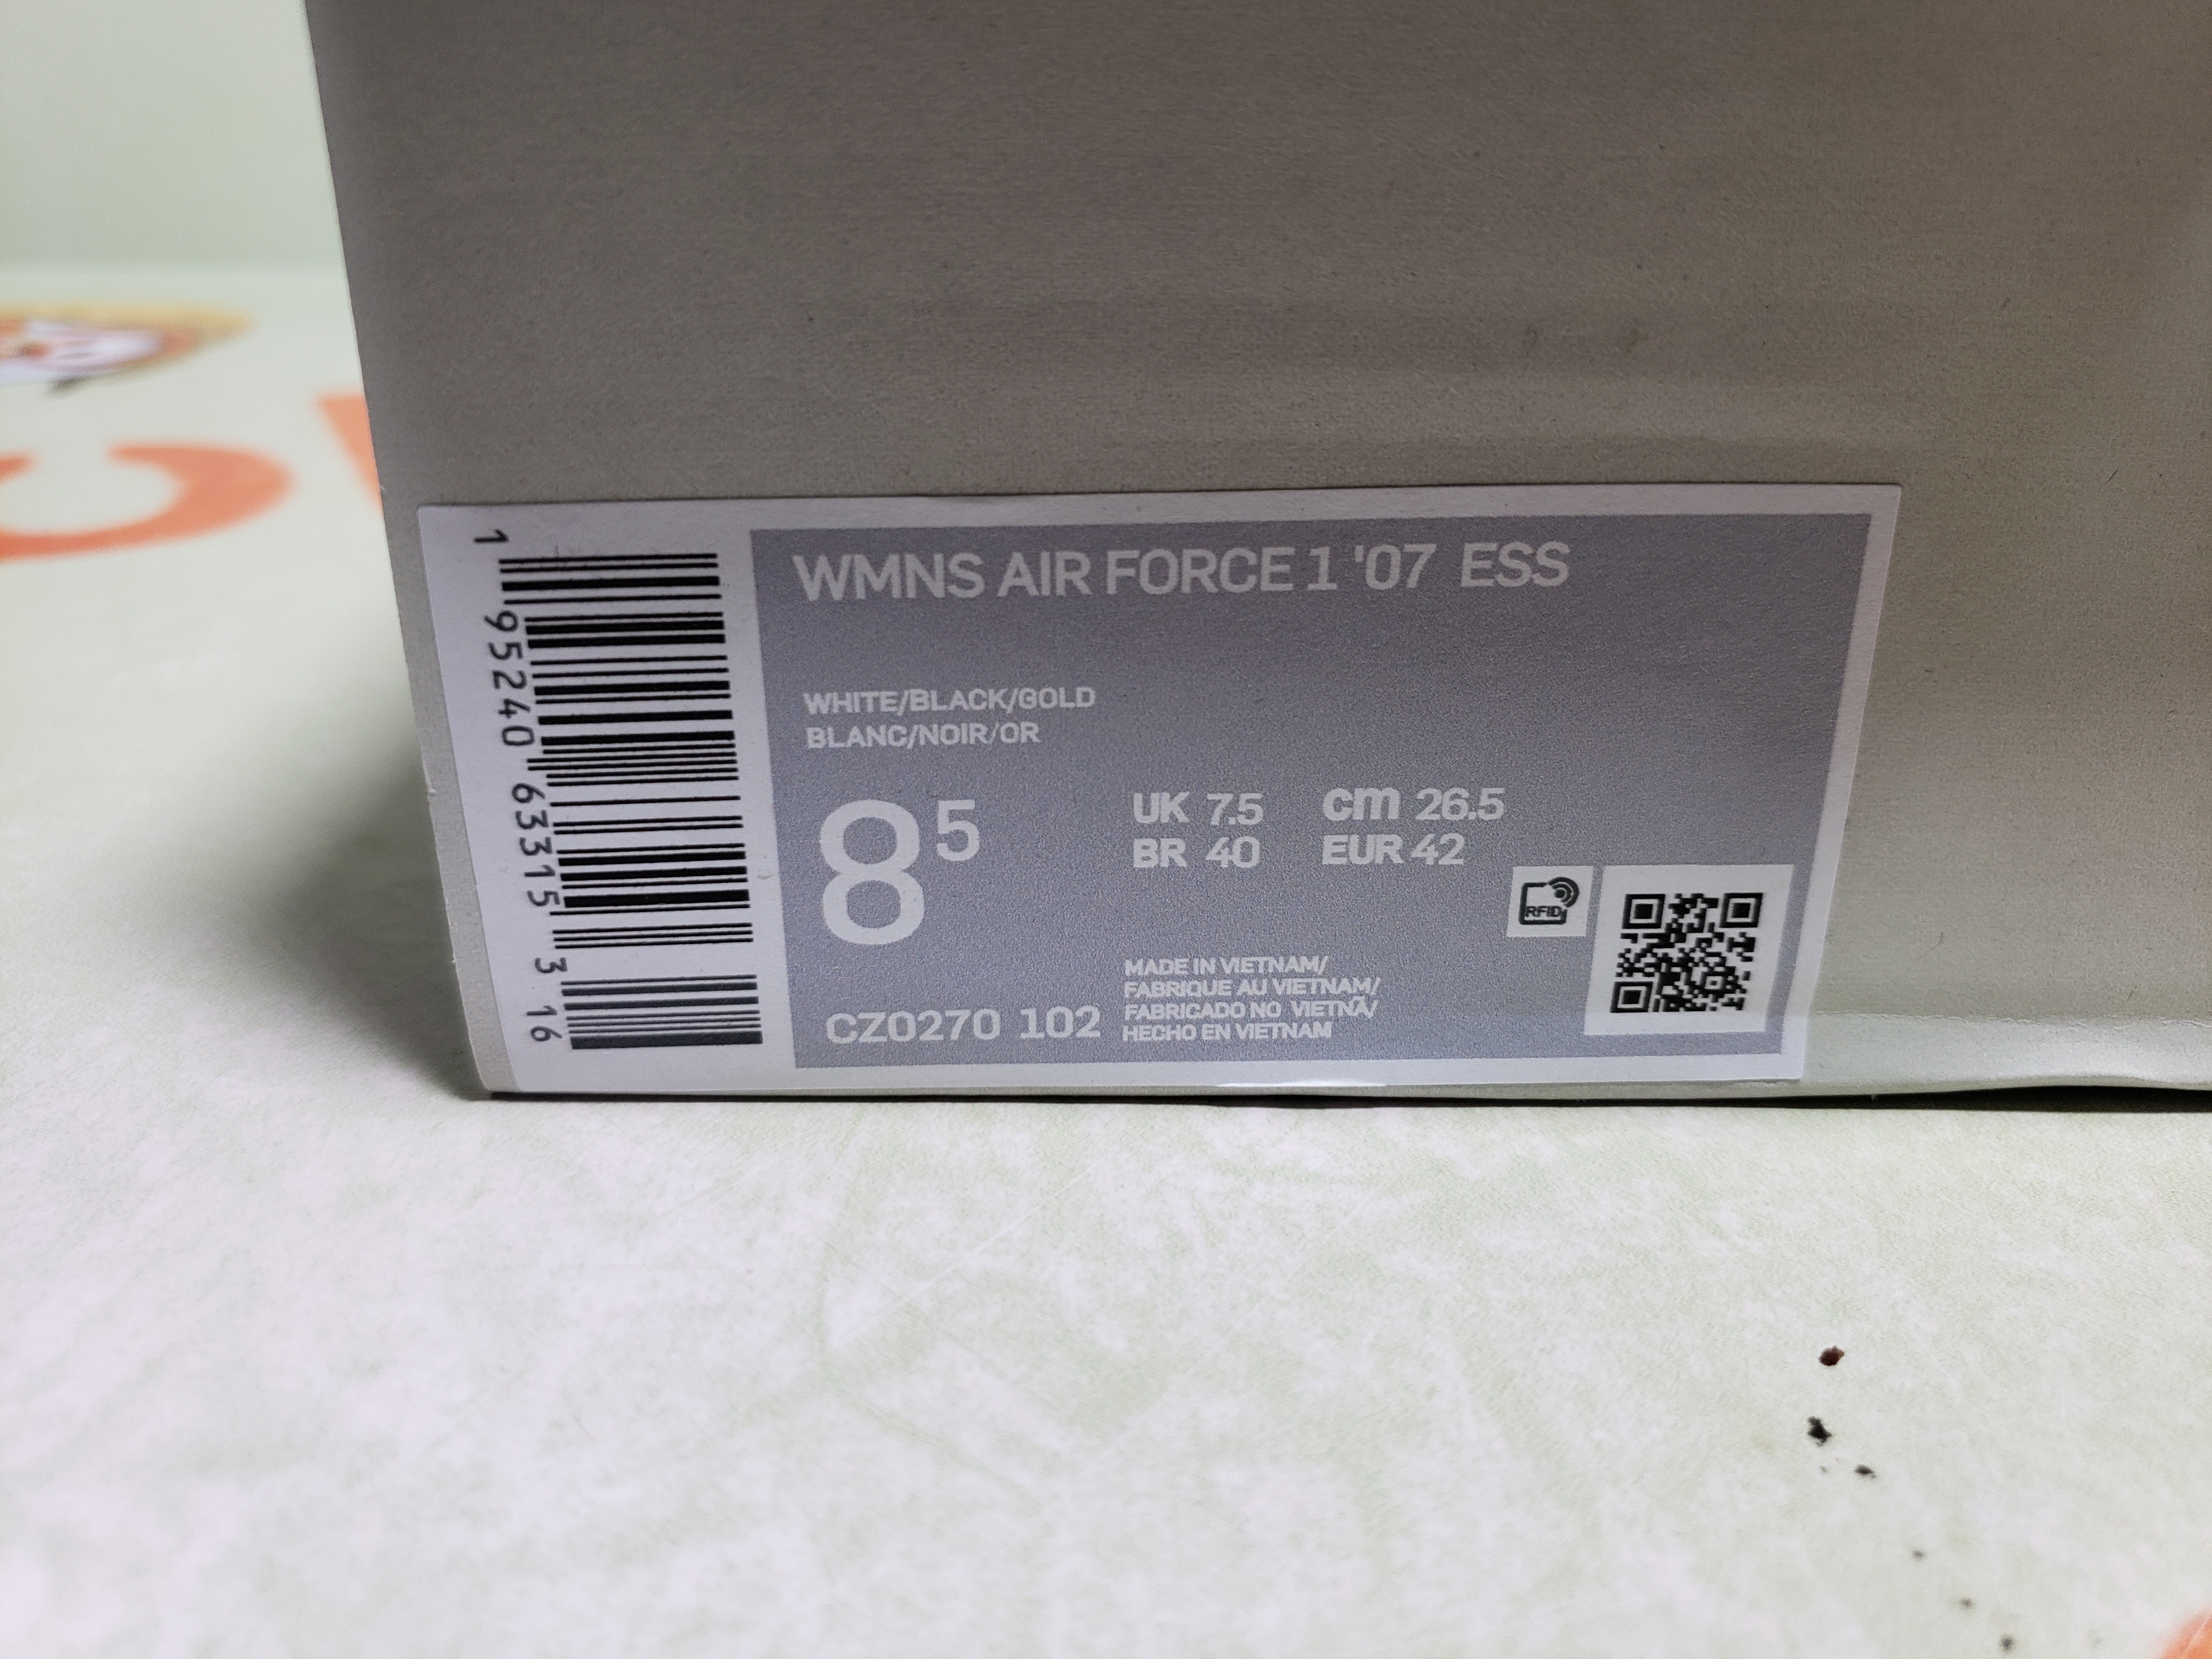 1 95240 63315 3 16
WMNS AIR FORCE 1 '07 ESS
WHITE/BLACK/GOLD
BLANC/NOIR/OR
8 5
UK 7.5 cm 26.5
BR 40 EUR 42
RFID
MADE IN VIETNAM/
FABRIQUE AU VIETNAM/
FABRICADO NO VIETNÃ/
HECHO EN VIETNAM
CZ0270 102